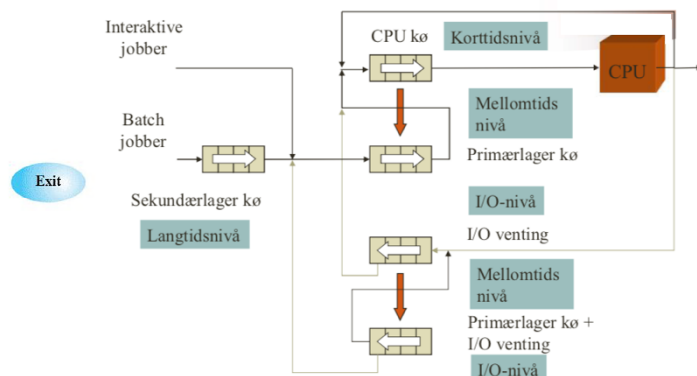 Interaktive
jobber
CPU kø
Korttidsnivå
CPU
Batch
jobber
Mellomtids
nivå
Primærlager kø
Exit
Sekundærlager kø
Langtidsnivå
I/O-nivå
I/O venting
Mellomtids
nivå
Primærlager kø +
I/O venting
I/O-nivå